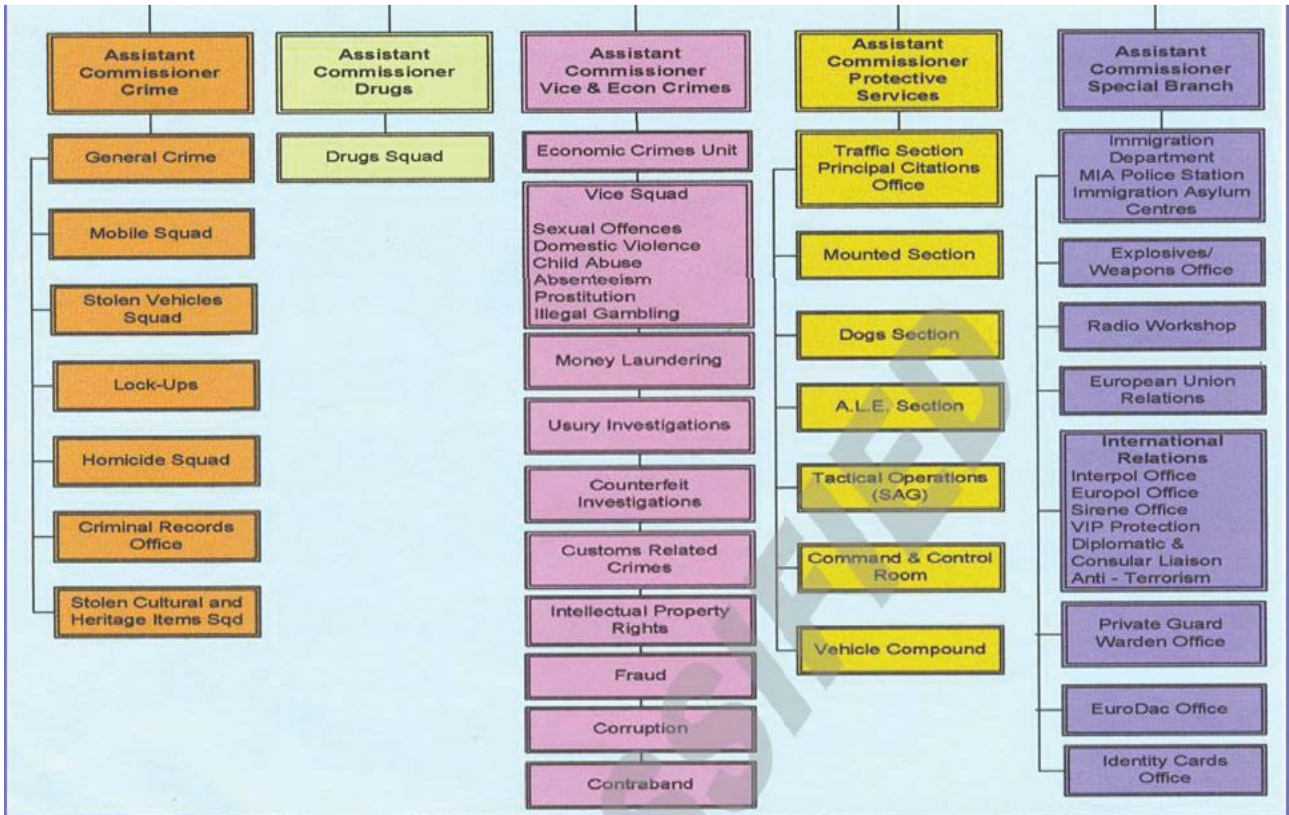 Assistant
Commissioner
Crime
General Crime
Mobile Squad
Stolen Vehicles
Squad
Lock-Ups
Homicide Squad
Criminal Records
Office
Stolen Cultural and
Heritage Items Sqd
Assistant
Commissioner
Drugs
Drugs Squad
Assistant
Commissioner
Vice & Econ Crimes
Economic Crimes Unit
Vice Squad
Sexual Offences
Domestic Violence
Child Abuse
Absenteeism
Prostitution
Illegal Gambling
Money Laundering
Usury Investigations
Counterfeit
Investigations
Customs Related
Crimes
Intellectual Property
Rights
Fraud
Corruption
Contraband
Assistant
Commissioner
Protective
Services
Traffic Section
Principal Citations
Office
Mounted Section
Dogs Section
A.L.E. Section
Tactical Operations
(SAG)
Command & Control
Room
Vehicle Compound
Assistant
Commissioner
Special Branch
Immigration
Department
MIA Police Station
Immigration Asylum
Centres
Explosives/
Weapons Office
Radio Workshop
European Union
Relations
International
Relations
Interpol Office
Europol Office
Sirene Office
VIP Protection
Diplomatic &
Consular Liaison
Anti - Terrorism
Private Guard
Warden Office
EuroDac Office
Identity Cards
Office
SSIFIED